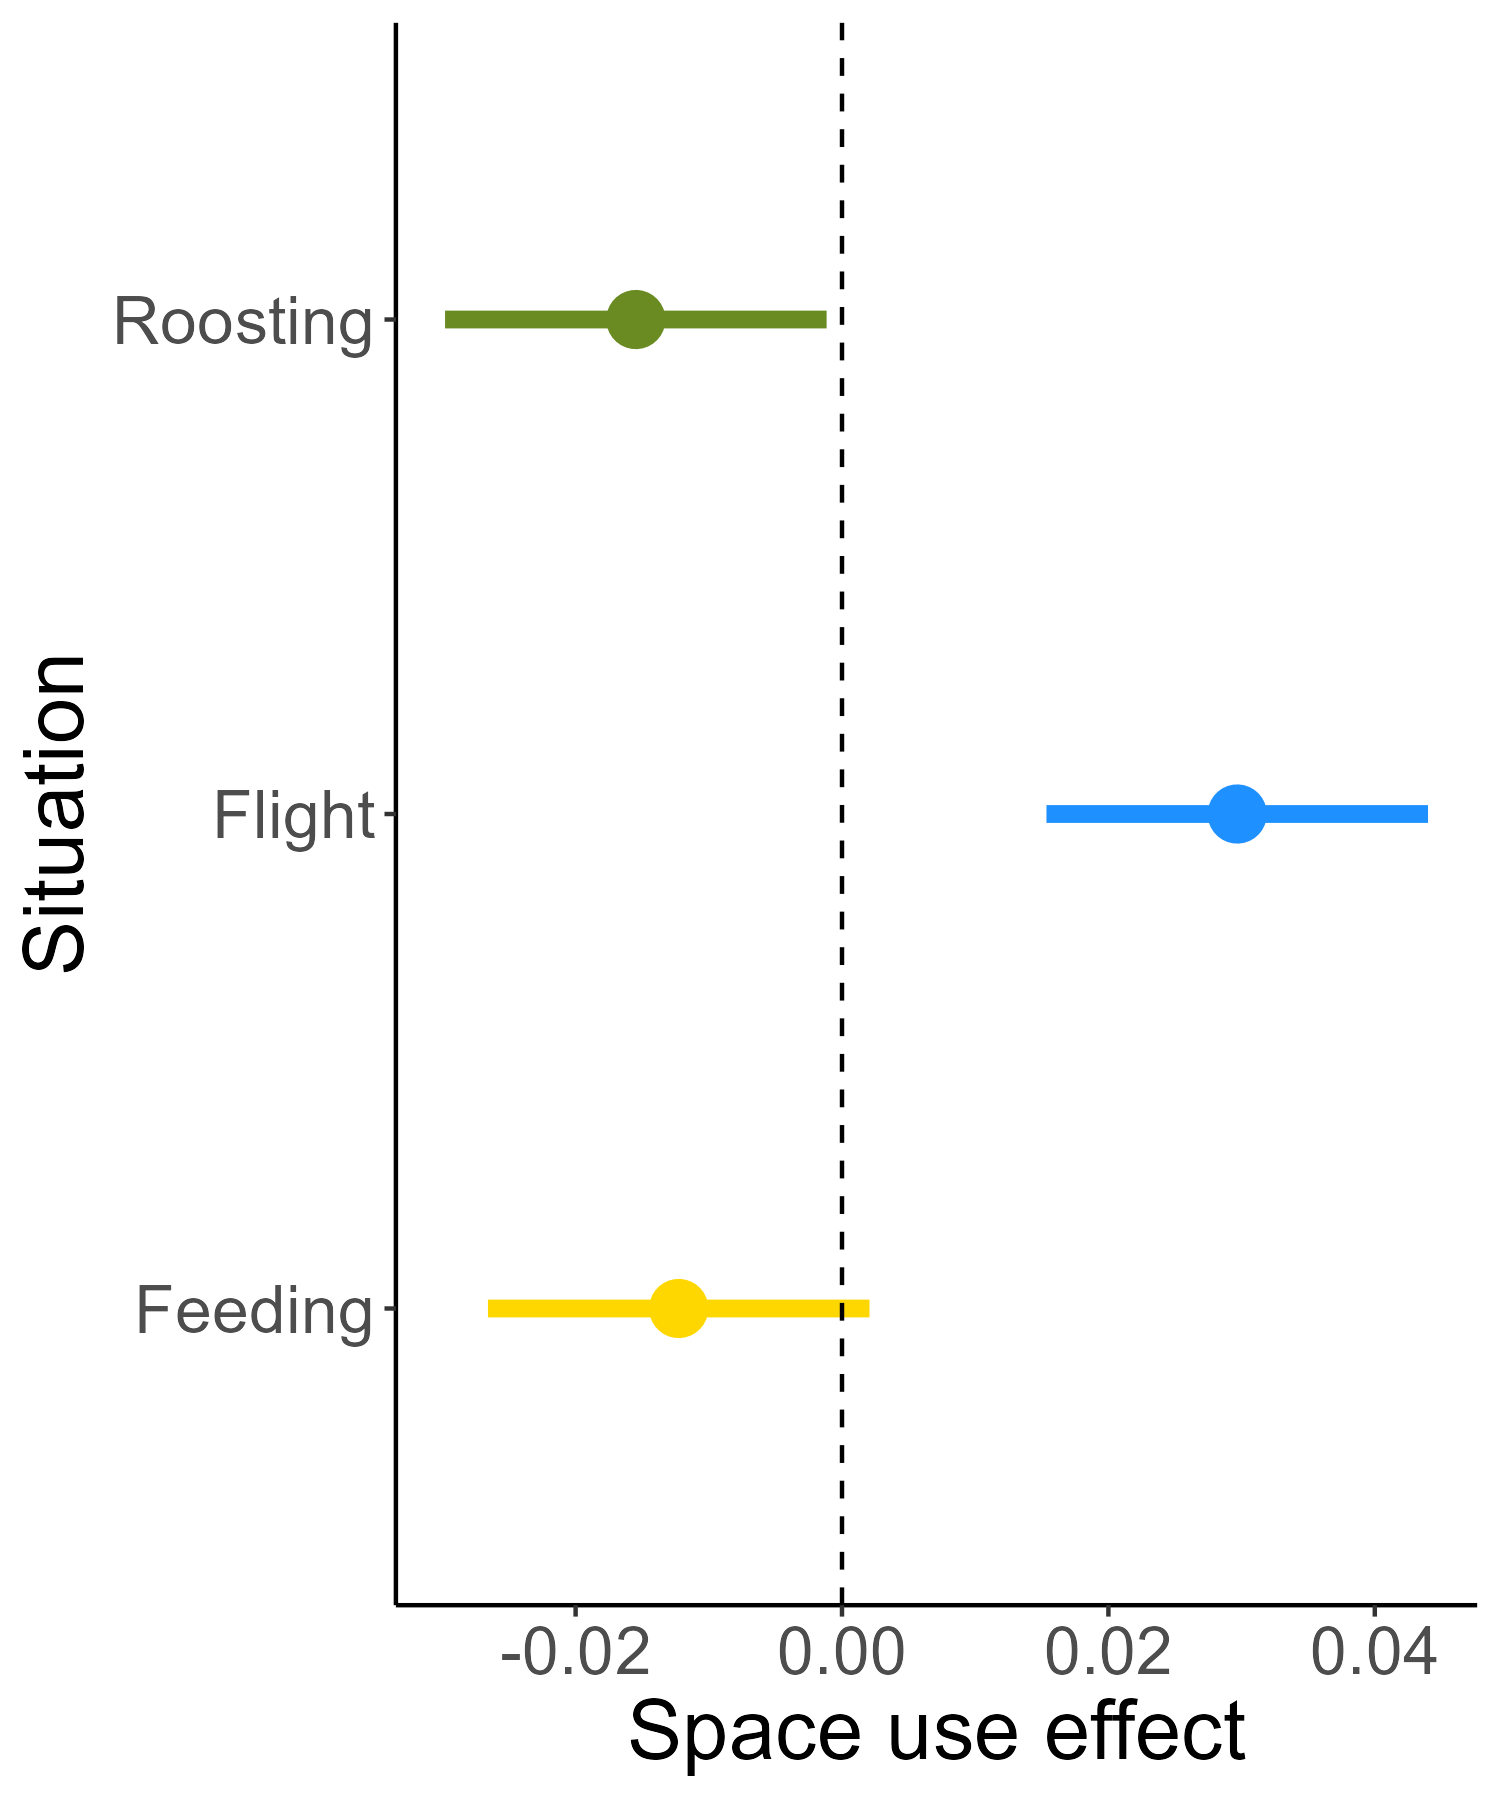 Situation
Roosting
Flight
Feeding
-0.02 0.00 0.02 0.04
Space use effect